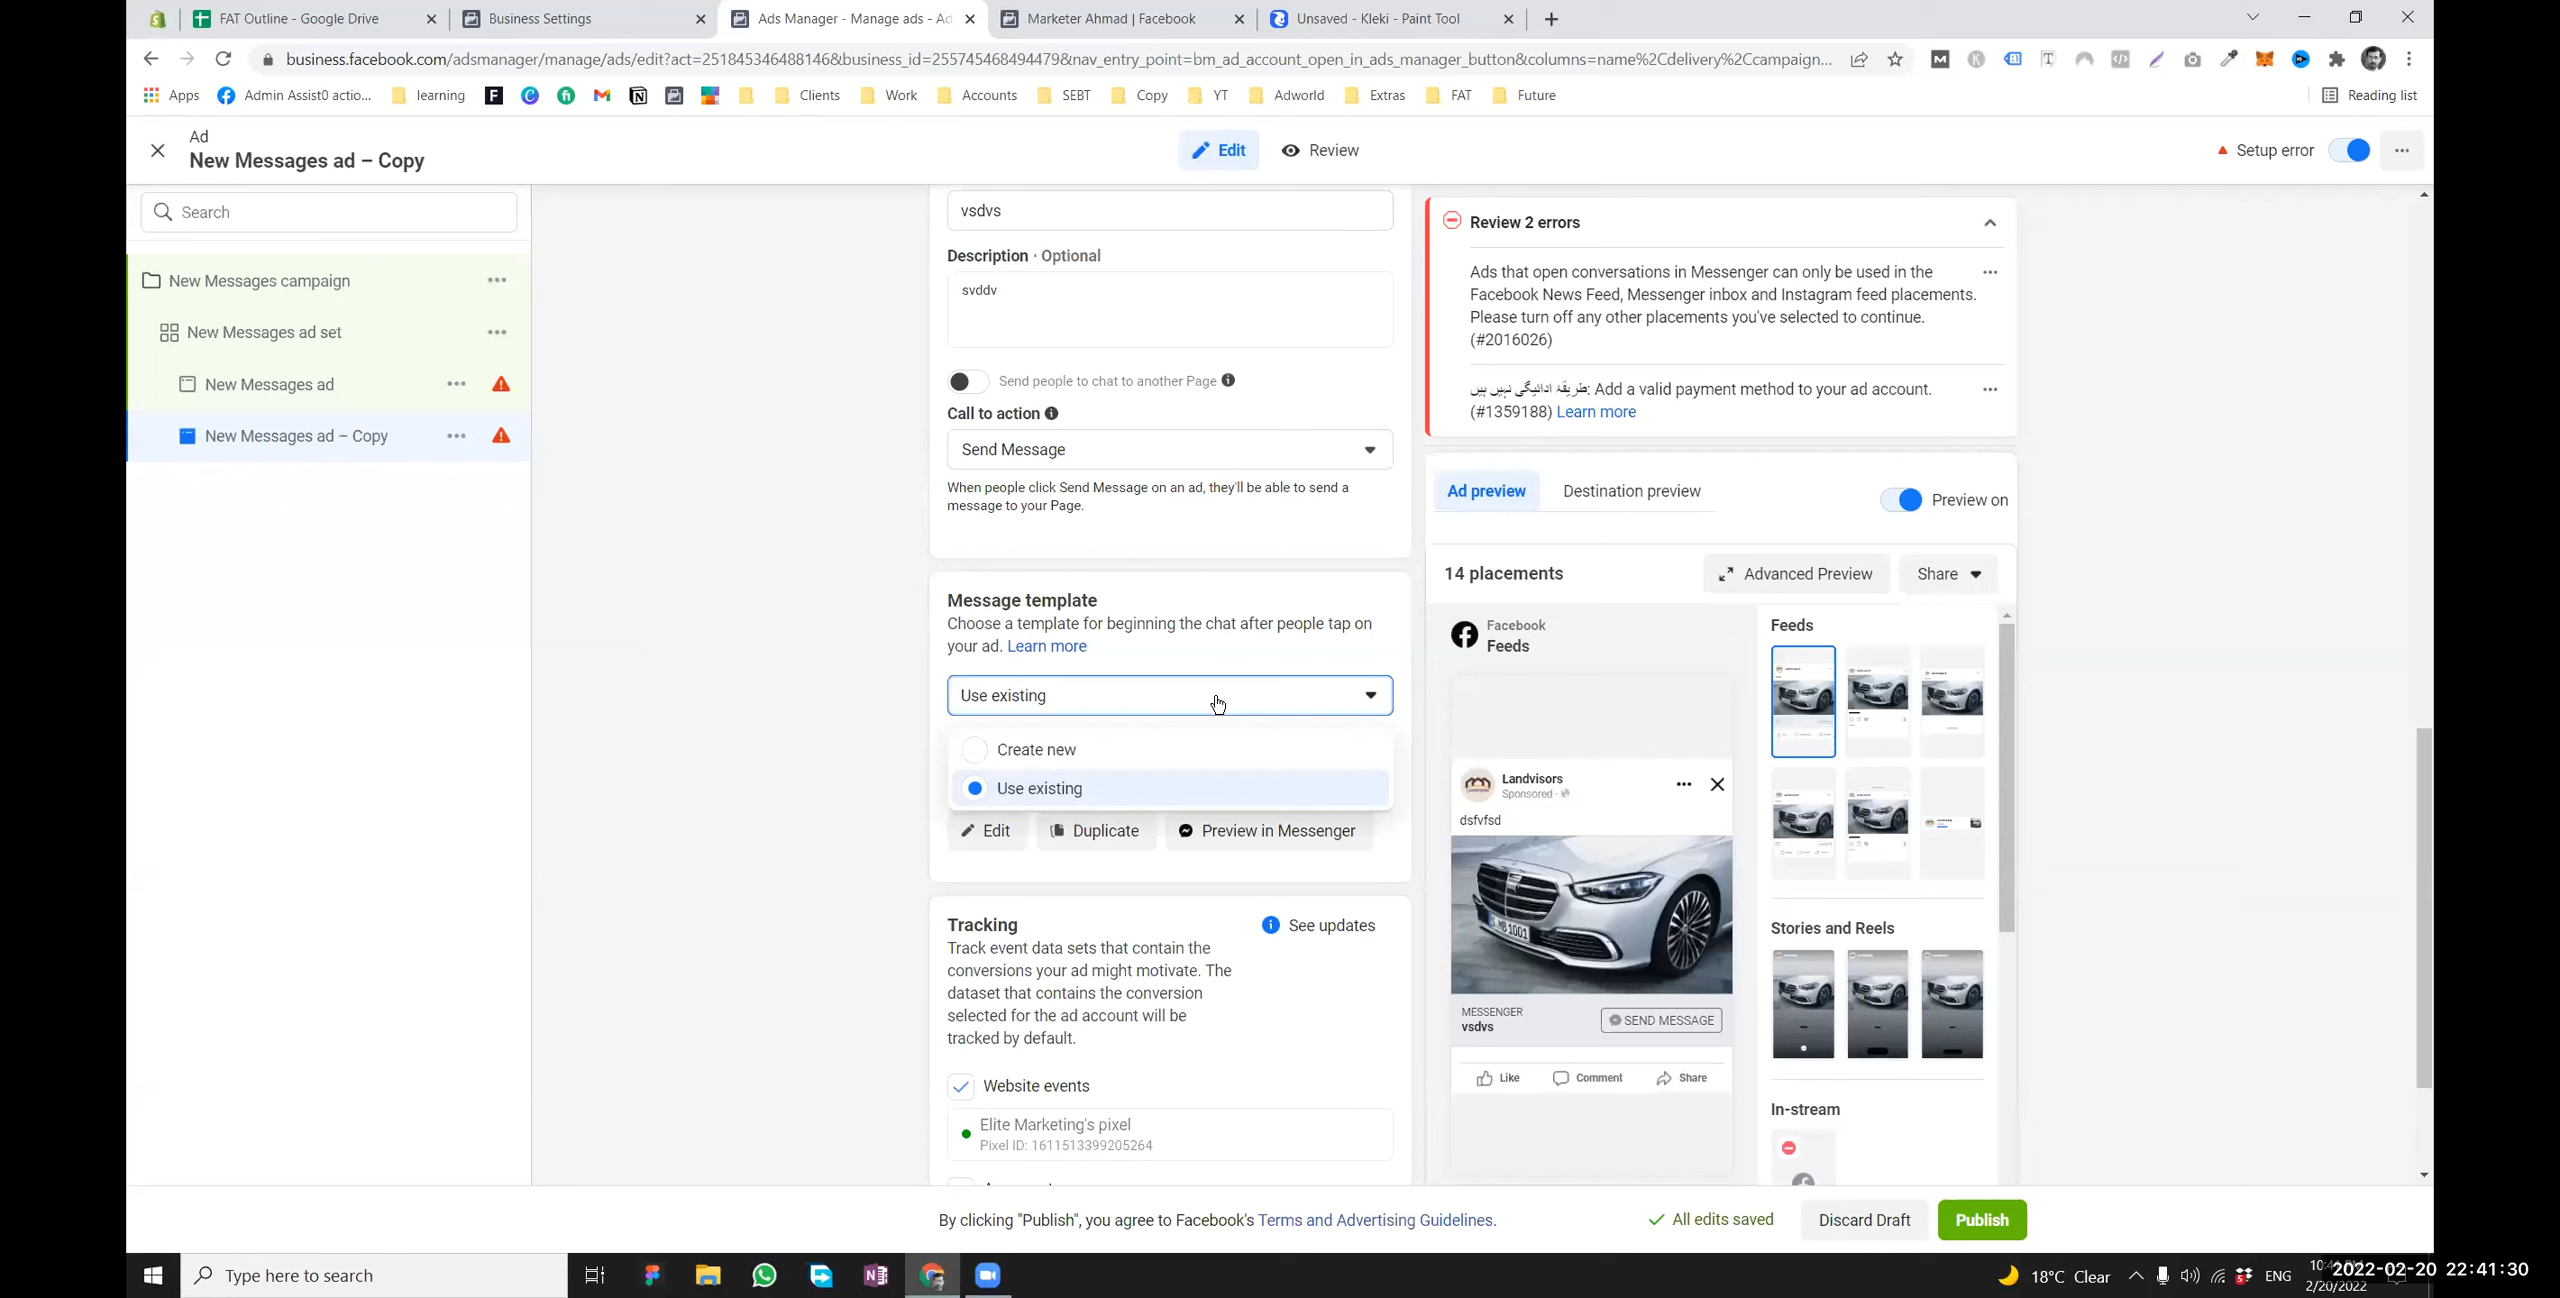 FAT Outline - Google Drive
Business Settings
Ads Manager - Manage ads - Ad
Marketer Ahmad | Facebook
Unsaved - Kleki - Paint Tool
business.facebook.com/adsmanager/manage/ads/edit?act=251845346488146&business_id=255745468494479&nav_entry_point=bm_ad_account_open_in_ads_manager_button&columns=name%2Cdelivery%2Ccampaign...
Apps
Admin Assist0 actio...
learning
Clients
Work
Accounts
SEBT
Copy
YT
Adworld
Extras
FAT
Future
Reading list
Ad
New Messages ad – Copy
Edit
Review
Setup error
Search
New Messages campaign
New Messages ad set
New Messages ad
New Messages ad – Copy
vsdvs
Description · Optional
svddv
Send people to chat to another Page
Call to action
Send Message
When people click Send Message on an ad, they'll be able to send a
message to your Page.
Message template
Choose a template for beginning the chat after people tap on
your ad. Learn more
Use existing
Create new
Use existing
Edit
Duplicate
Preview in Messenger
Tracking
See updates
Track event data sets that contain the
conversions your ad might motivate. The
dataset that contains the conversion
selected for the ad account will be
tracked by default.
Website events
Elite Marketing's pixel
Pixel ID: 1611513399205264
Review 2 errors
Ads that open conversations in Messenger can only be used in the
Facebook News Feed, Messenger inbox and Instagram feed placements.
Please turn off any other placements you've selected to continue.
(#2016026)
طریقۂ ادائیگی نہیں ہیں: Add a valid payment method to your ad account.
(#1359188) Learn more
Ad preview
Destination preview
Preview on
14 placements
Advanced Preview
Share
Facebook
Feeds
Landvisors
Sponsored ·
dsfvfsd
MESSENGER
vsdvs
SEND MESSAGE
Like
Comment
Share
Feeds
Stories and Reels
In-stream
By clicking "Publish", you agree to Facebook's Terms and Advertising Guidelines.
All edits saved
Discard Draft
Publish
Type here to search
18°C Clear
ENG
2/20/2022
2022-02-20 22:41:30